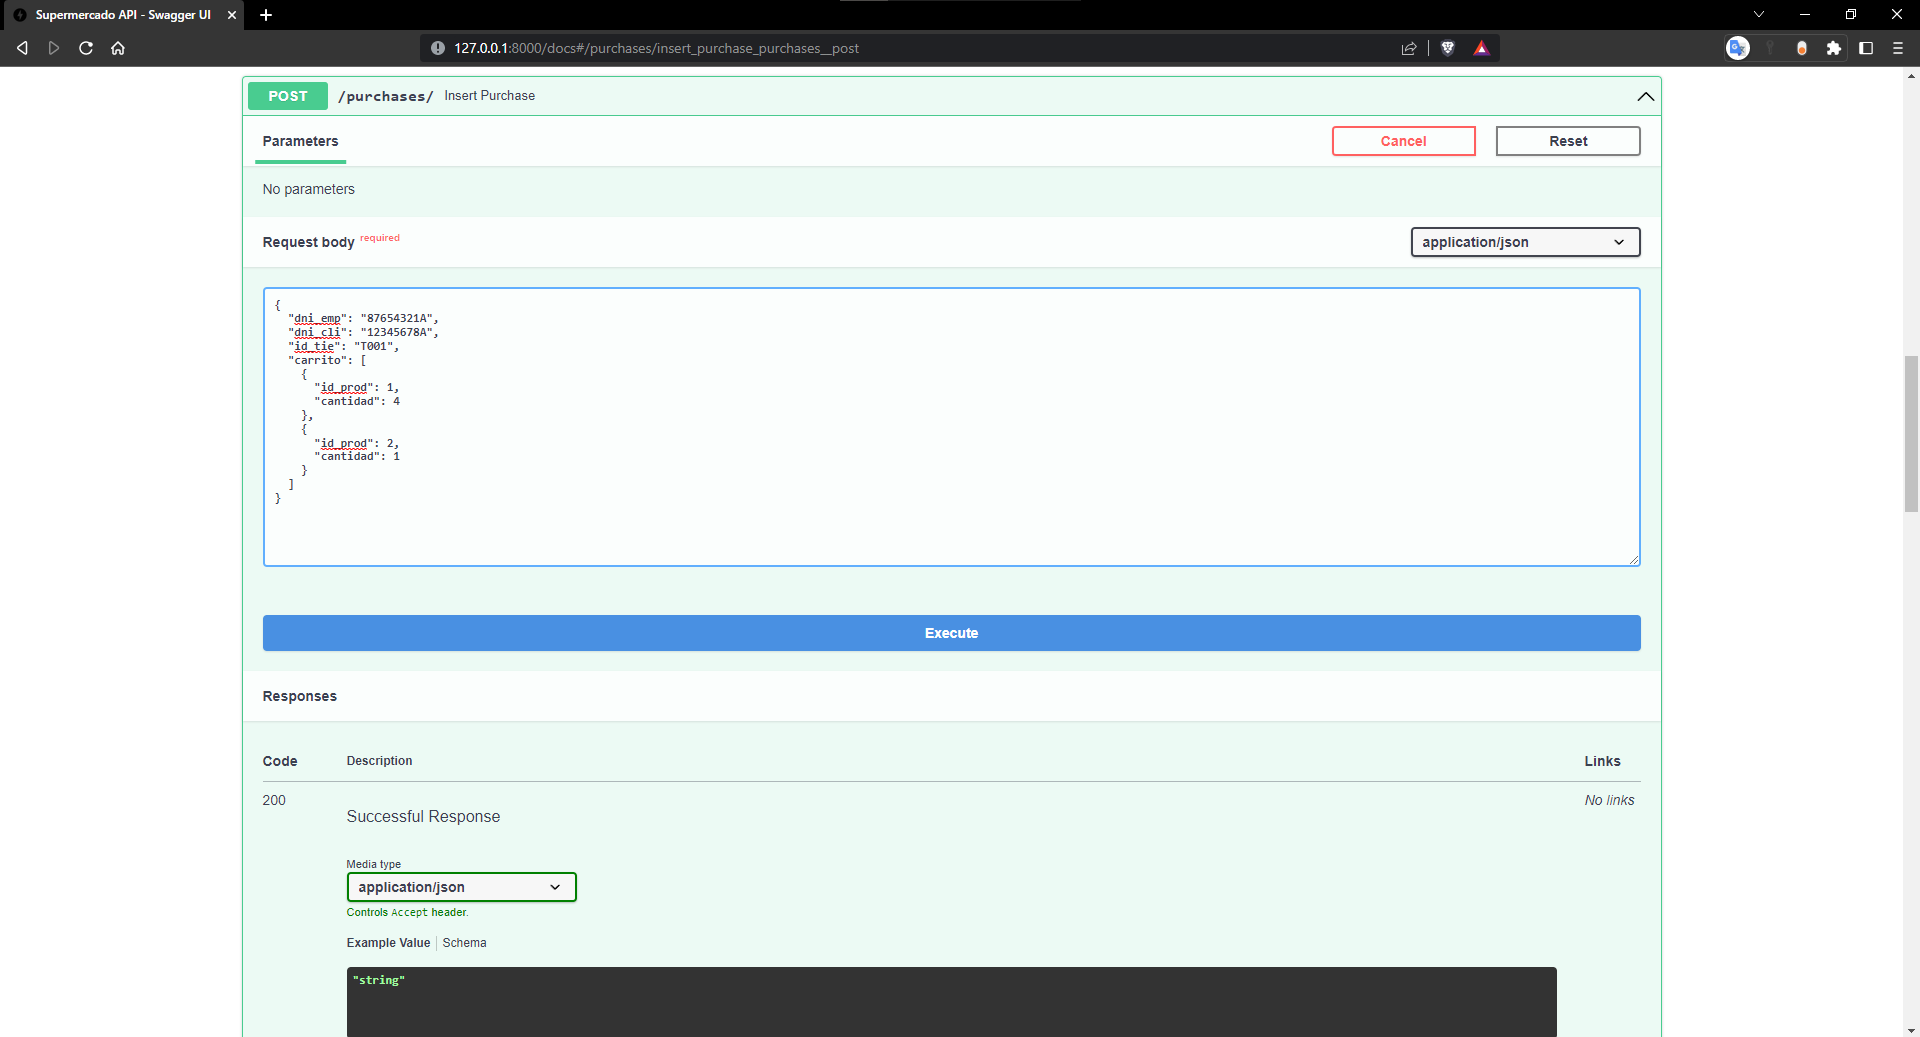 Supermercado API - Swagger UI
127.0.0.1:8000/docs#/purchases/insert_purchase_purchases__post
POST /purchases/ Insert Purchase
Parameters
Cancel
Reset
No parameters
Request body required
application/json
{
"dni_emp": "87654321A",
"dni_cli": "12345678A",
"id_tie": "T001",
"carrito": [
{
"id_prod": 1,
"cantidad": 4
},
{
"id_prod": 2,
"cantidad": 1
}
]
}
Execute
Responses
Code Description Links
200 Successful Response No links
Media type
application/json
Controls Accept header.
Example Value Schema
"string"